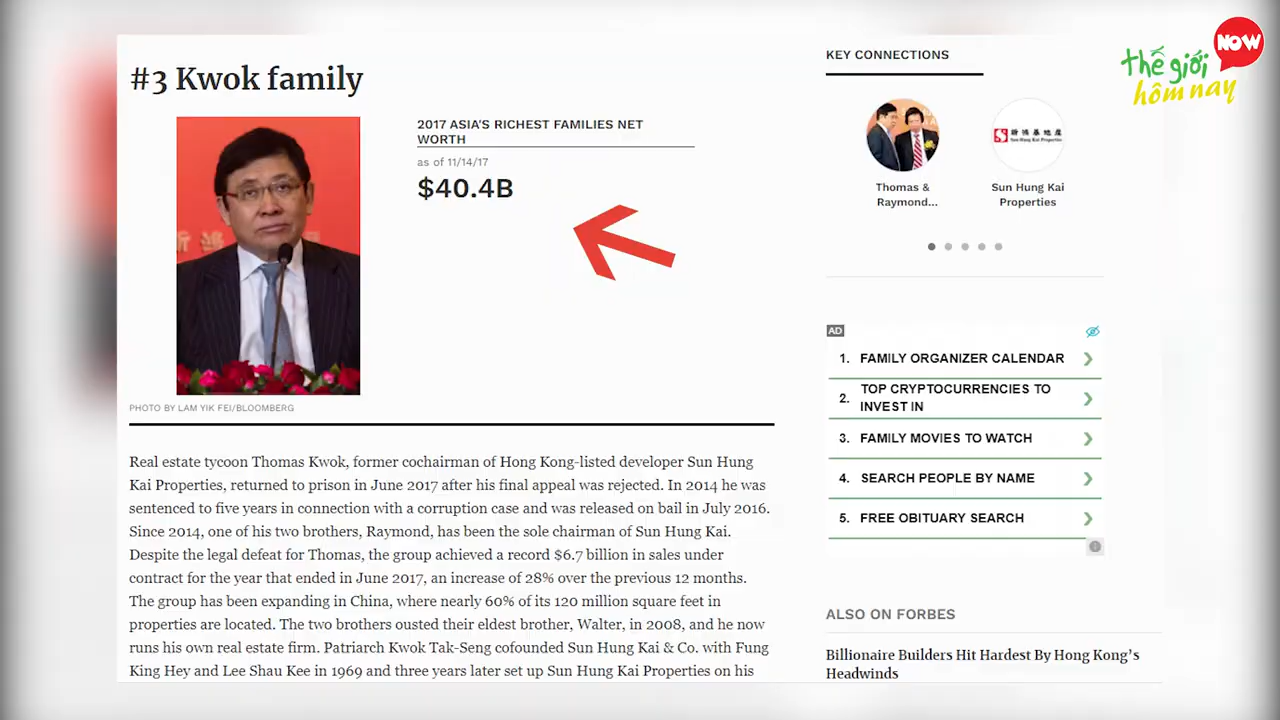 NOW
thế giới
hôm nay
#3 Kwok family
2017 ASIA'S RICHEST FAMILIES NET
WORTH
as of 11/14/17
$40.4B
PHOTO BY LAM YIK FEI/BLOOMBERG
Real estate tycoon Thomas Kwok, former cochairman of Hong Kong-listed developer Sun Hung
Kai Properties, returned to prison in June 2017 after his final appeal was rejected. In 2014 he was
sentenced to five years in connection with a corruption case and was released on bail in July 2016.
Since 2014, one of his two brothers, Raymond, has been the sole chairman of Sun Hung Kai.
Despite the legal defeat for Thomas, the group achieved a record $6.7 billion in sales under
contract for the year that ended in June 2017, an increase of 28% over the previous 12 months.
The group has been expanding in China, where nearly 60% of its 120 million square feet in
properties are located. The two brothers ousted their eldest brother, Walter, in 2008, and he now
runs his own real estate firm. Patriarch Kwok Tak-Seng cofounded Sun Hung Kai & Co. with Fung
King Hey and Lee Shau Kee in 1969 and three years later set up Sun Hung Kai Properties on his
KEY CONNECTIONS
新鴻基地產
Sun Hung Kai Properties
Thomas &
Raymond...
Sun Hung Kai
Properties
AD
1. FAMILY ORGANIZER CALENDAR
2. TOP CRYPTOCURRENCIES TO
INVEST IN
3. FAMILY MOVIES TO WATCH
4. SEARCH PEOPLE BY NAME
5. FREE OBITUARY SEARCH
ALSO ON FORBES
Billionaire Builders Hit Hardest By Hong Kong's
Headwinds